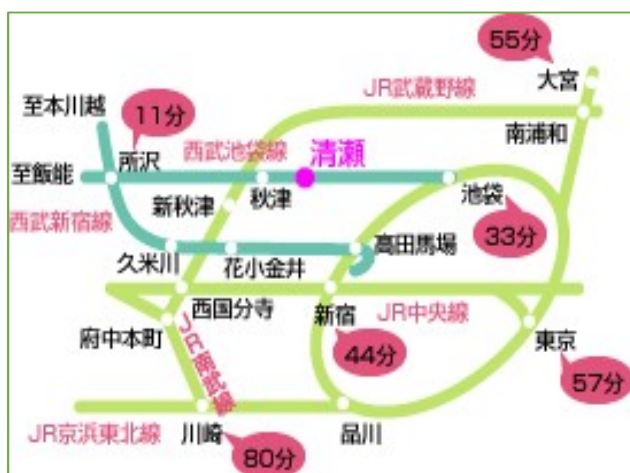 55分
大宮
JR武蔵野線
至本川越
11分
南浦和
所沢
西武池袋線
清瀬
至飯能
新秋津
秋津
池袋
西武新宿線
33分
久米川
花小金井
高田馬場
西国分寺
新宿
JR中央線
府中本町
JR南武線
44分
東京
57分
JR京浜東北線
川崎
品川
80分